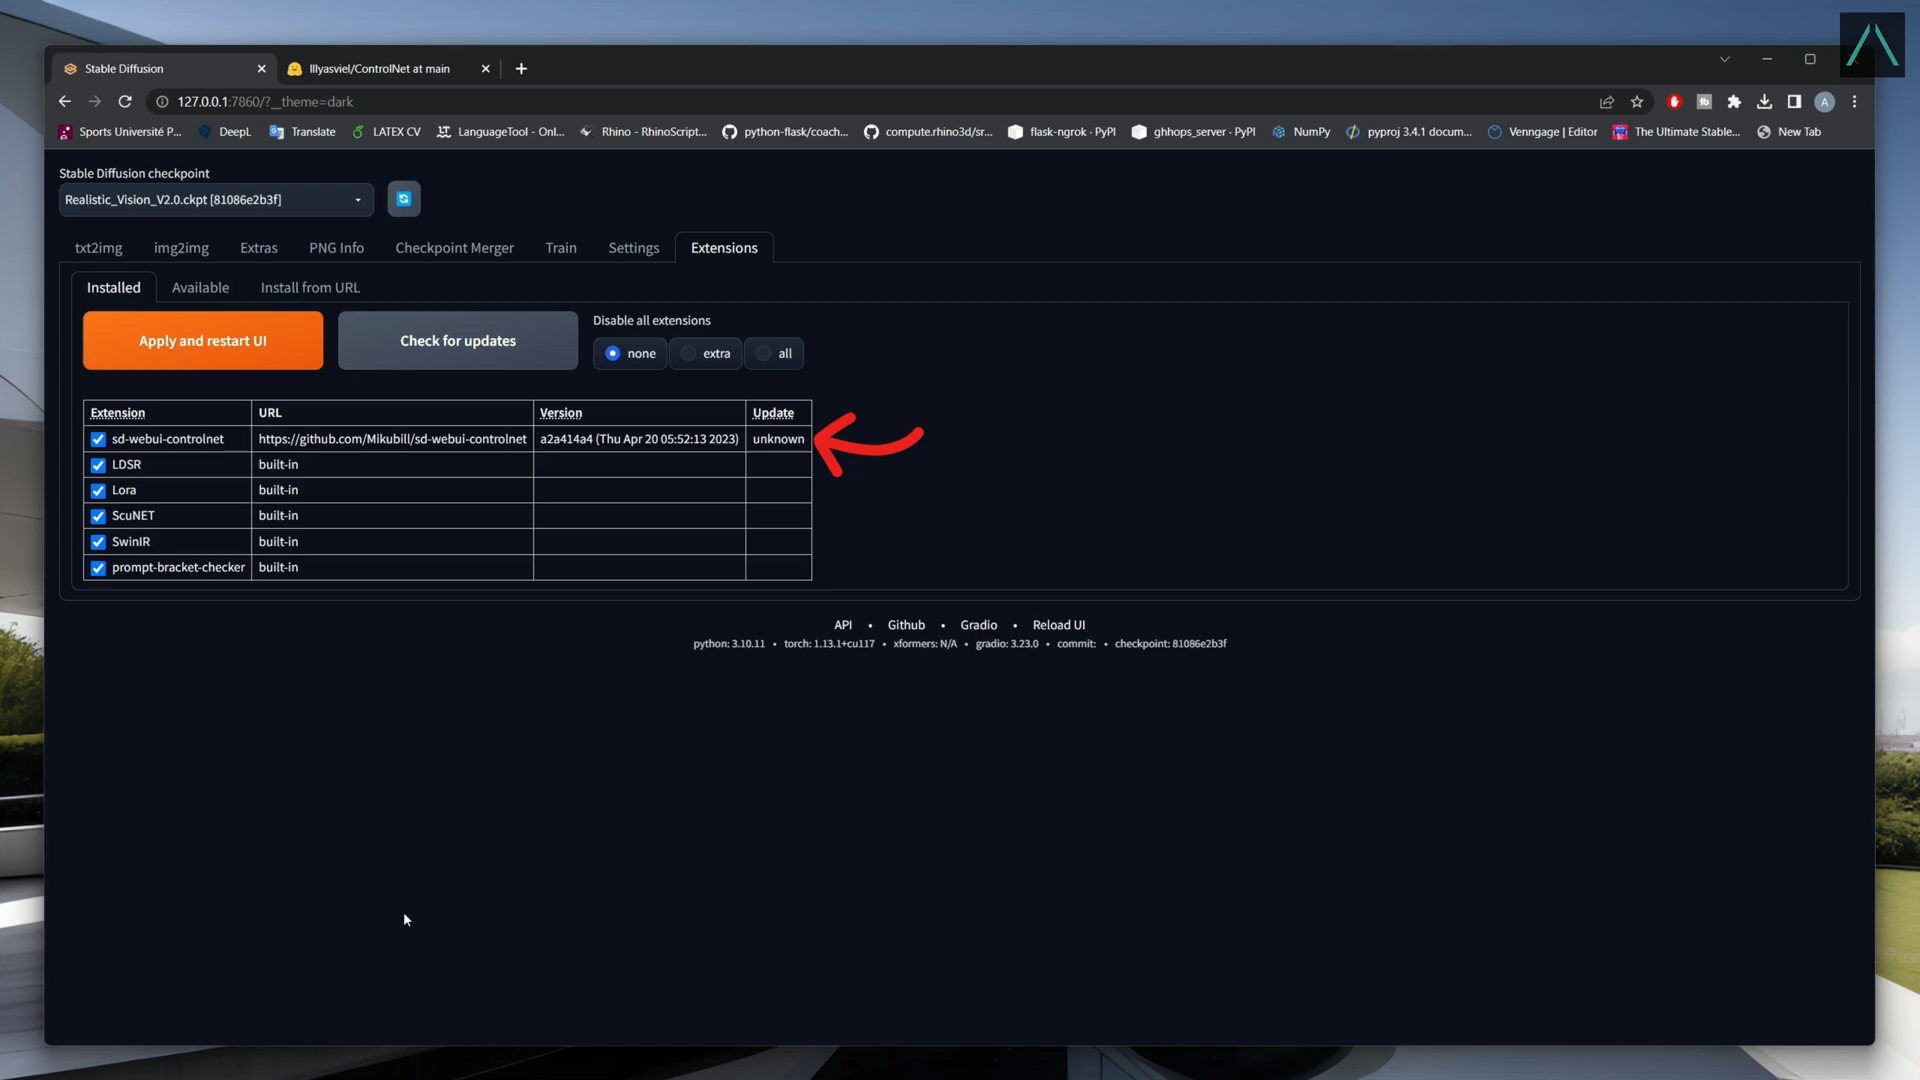 Stable Diffusion
lllyasviel/ControlNet at main
127.0.0.1:7860/?__theme=dark
A
Sports Université P...
DeepL
Translate
LATEX CV
LanguageTool - Onl...
Rhino - RhinoScript...
python-flask/coach...
compute.rhino3d/sr...
flask-ngrok · PyPI
ghhops_server · PyPI
NumPy
pyproj 3.4.1 docum...
Venngage | Editor
The Ultimate Stable...
New Tab
Stable Diffusion checkpoint
Realistic_Vision_V2.0.ckpt [81086e2b3f]
txt2img
img2img
Extras
PNG Info
Checkpoint Merger
Train
Settings
Extensions
Installed
Available
Install from URL
Apply and restart UI
Check for updates
Disable all extensions
none
extra
all
Extension URL Version Update
sd-webui-controlnet https://github.com/Mikubill/sd-webui-controlnet a2a414a4 (Thu Apr 20 05:52:13 2023) unknown
LDSR built-in
Lora built-in
ScuNET built-in
SwinIR built-in
prompt-bracket-checker built-in
API • Github • Gradio • Reload UI
python: 3.10.11 • torch: 1.13.1+cu117 • xformers: N/A • gradio: 3.23.0 • commit: • checkpoint: 81086e2b3f